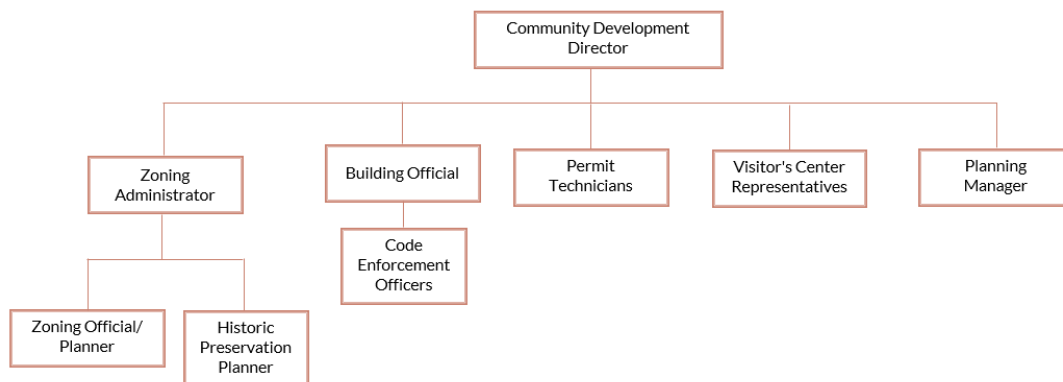 Community Development
Director
Zoning
Administrator
Building Official
Permit
Technicians
Visitor's Center
Representatives
Planning
Manager
Code
Enforcement
Officers
Zoning Official/
Planner
Historic
Preservation
Planner